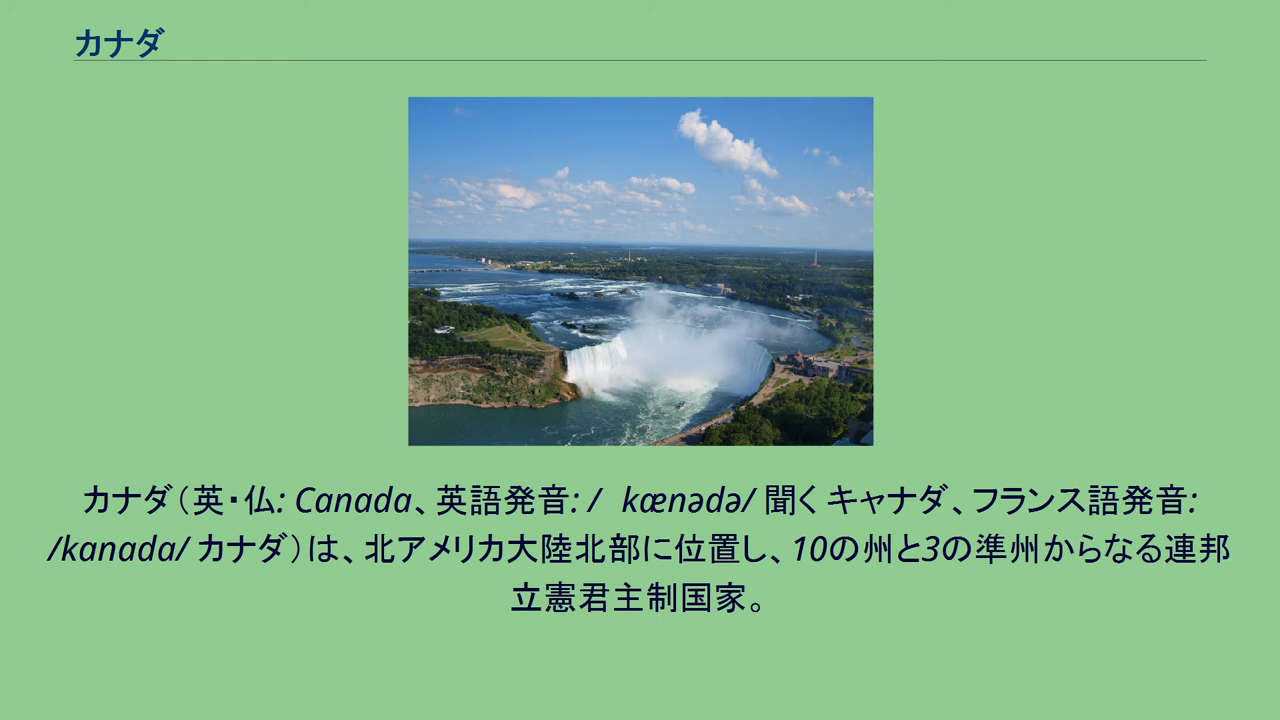 カナダ
カナダ（英・仏: Canada、英語発音: / kænədə/ 聞く キャナダ、フランス語発音:
/kanada/ カナダ）は、北アメリカ大陸北部に位置し、10の州と3の準州からなる連邦
立憲君主制国家。